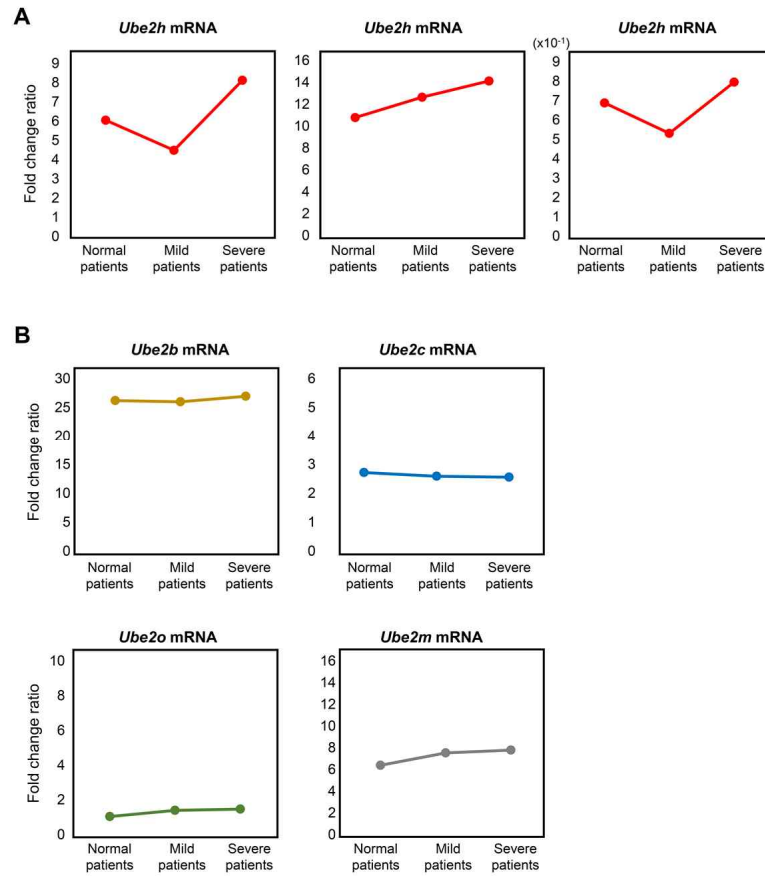 A
Ube2h mRNA
Ube2h mRNA
Ube2h mRNA
(x10-1)
Fold change ratio
9
8
7
6
5
4
3
2
1
0
16
14
12
10
8
6
4
2
0
9
8
7
6
5
4
3
2
1
0
Normal patients
Mild patients
Severe patients
Normal patients
Mild patients
Severe patients
Normal patients
Mild patients
Severe patients
B
Ube2b mRNA
Ube2c mRNA
Fold change ratio
30
25
20
15
10
5
0
6
5
4
3
2
1
0
Normal patients
Mild patients
Severe patients
Normal patients
Mild patients
Severe patients
Ube2o mRNA
Ube2m mRNA
Fold change ratio
10
8
6
4
2
0
16
14
12
10
8
6
4
2
0
Normal patients
Mild patients
Severe patients
Normal patients
Mild patients
Severe patients